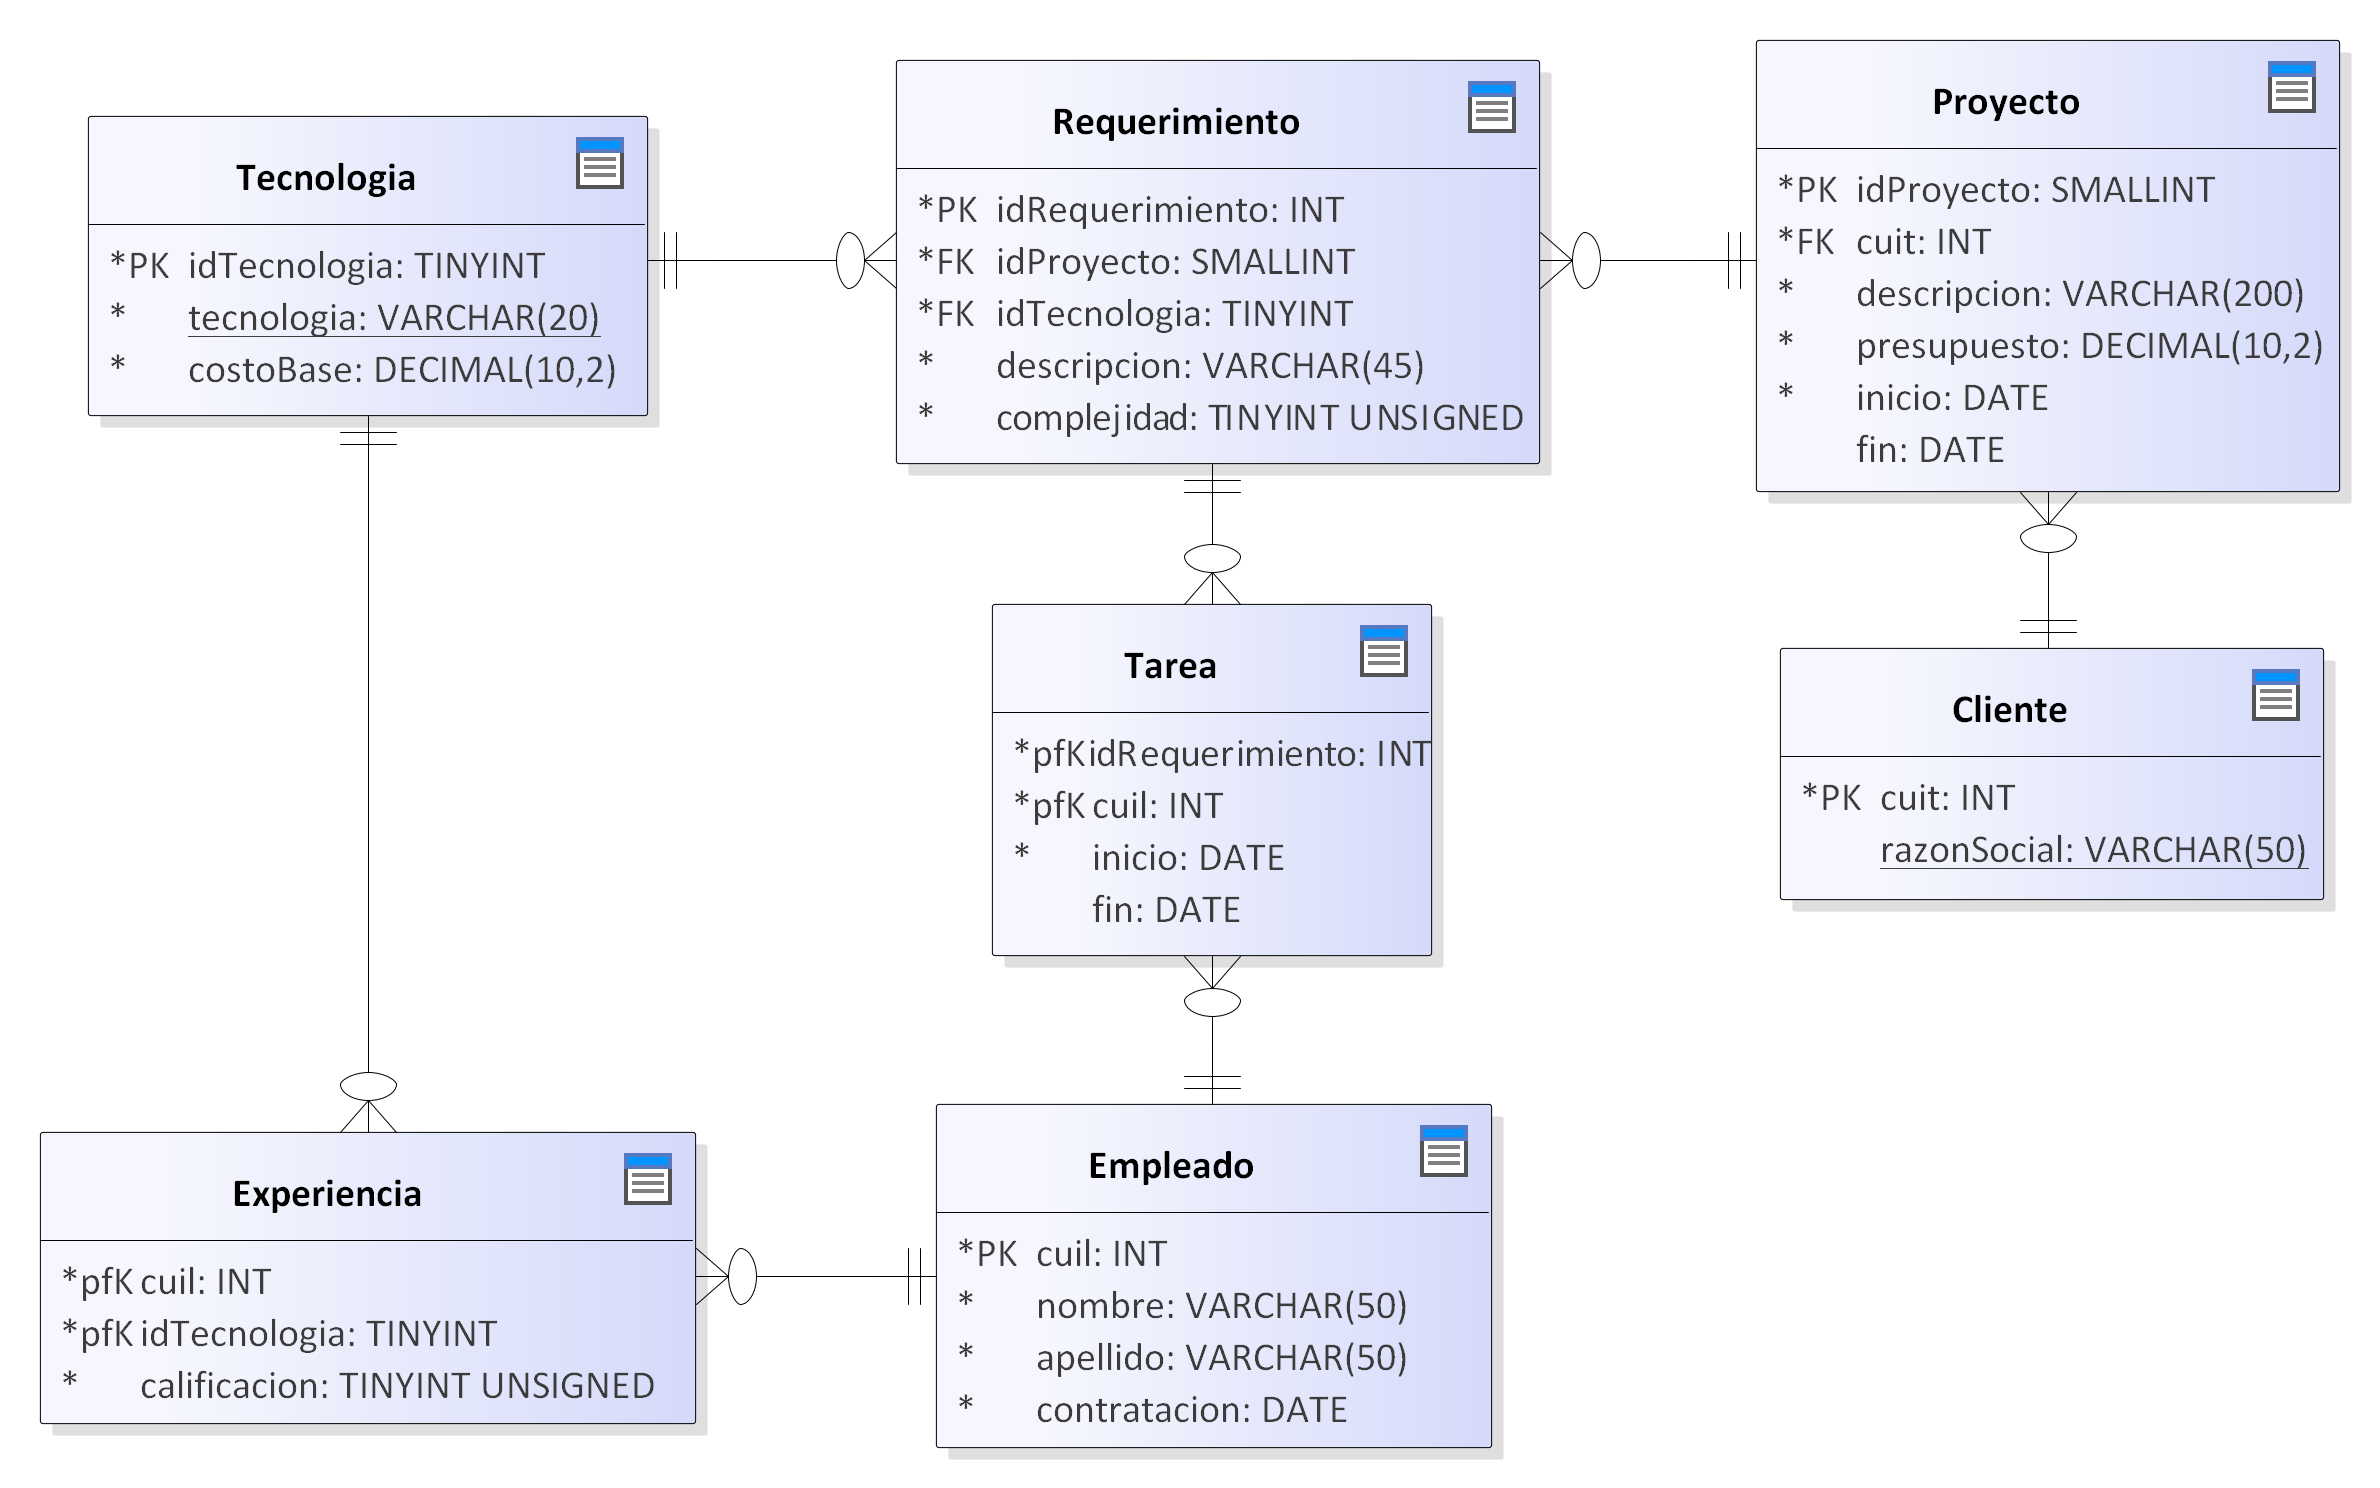 Tecnologia
*PK idTecnologia: TINYINT
* tecnologia: VARCHAR(20)
* costoBase: DECIMAL(10,2)
Requerimiento
*PK idRequerimiento: INT
*FK idProyecto: SMALLINT
*FK idTecnologia: TINYINT
* descripcion: VARCHAR(45)
* complejidad: TINYINT UNSIGNED
Proyecto
*PK idProyecto: SMALLINT
*FK cuit: INT
* descripcion: VARCHAR(200)
* presupuesto: DECIMAL(10,2)
* inicio: DATE
fin: DATE
Tarea
*pfK idRequerimiento: INT
*pfK cuil: INT
* inicio: DATE
fin: DATE
Cliente
*PK cuit: INT
razonSocial: VARCHAR(50)
Experiencia
*pfK cuil: INT
*pfK idTecnologia: TINYINT
* calificacion: TINYINT UNSIGNED
Empleado
*PK cuil: INT
* nombre: VARCHAR(50)
* apellido: VARCHAR(50)
* contratacion: DATE